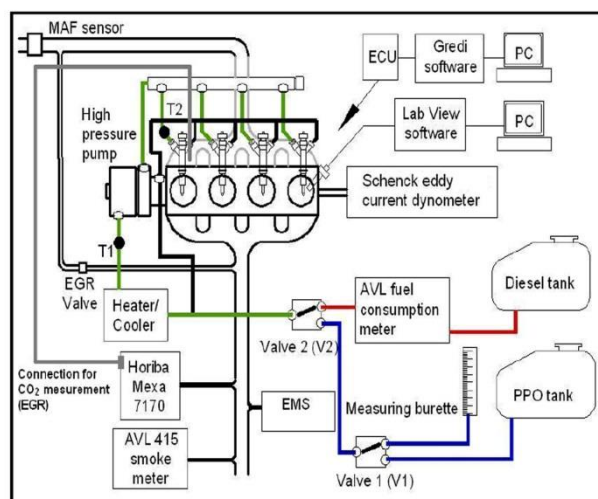 MAF sensor
ECU
Gredi
software
PC
T2
High
pressure
pump
Lab View
software
PC
Schenck eddy
current dynometer
T1
EGR
Valve
Heater/
Cooler
AVL fuel
consumption
meter
Diesel tank
Valve 2 (V2)
Connection for
CO2 mesurement
(EGR)
Horiba
Mexa
7170
EMS
Measuring burette
PPO tank
AVL 415
smoke
meter
Valve 1 (V1)